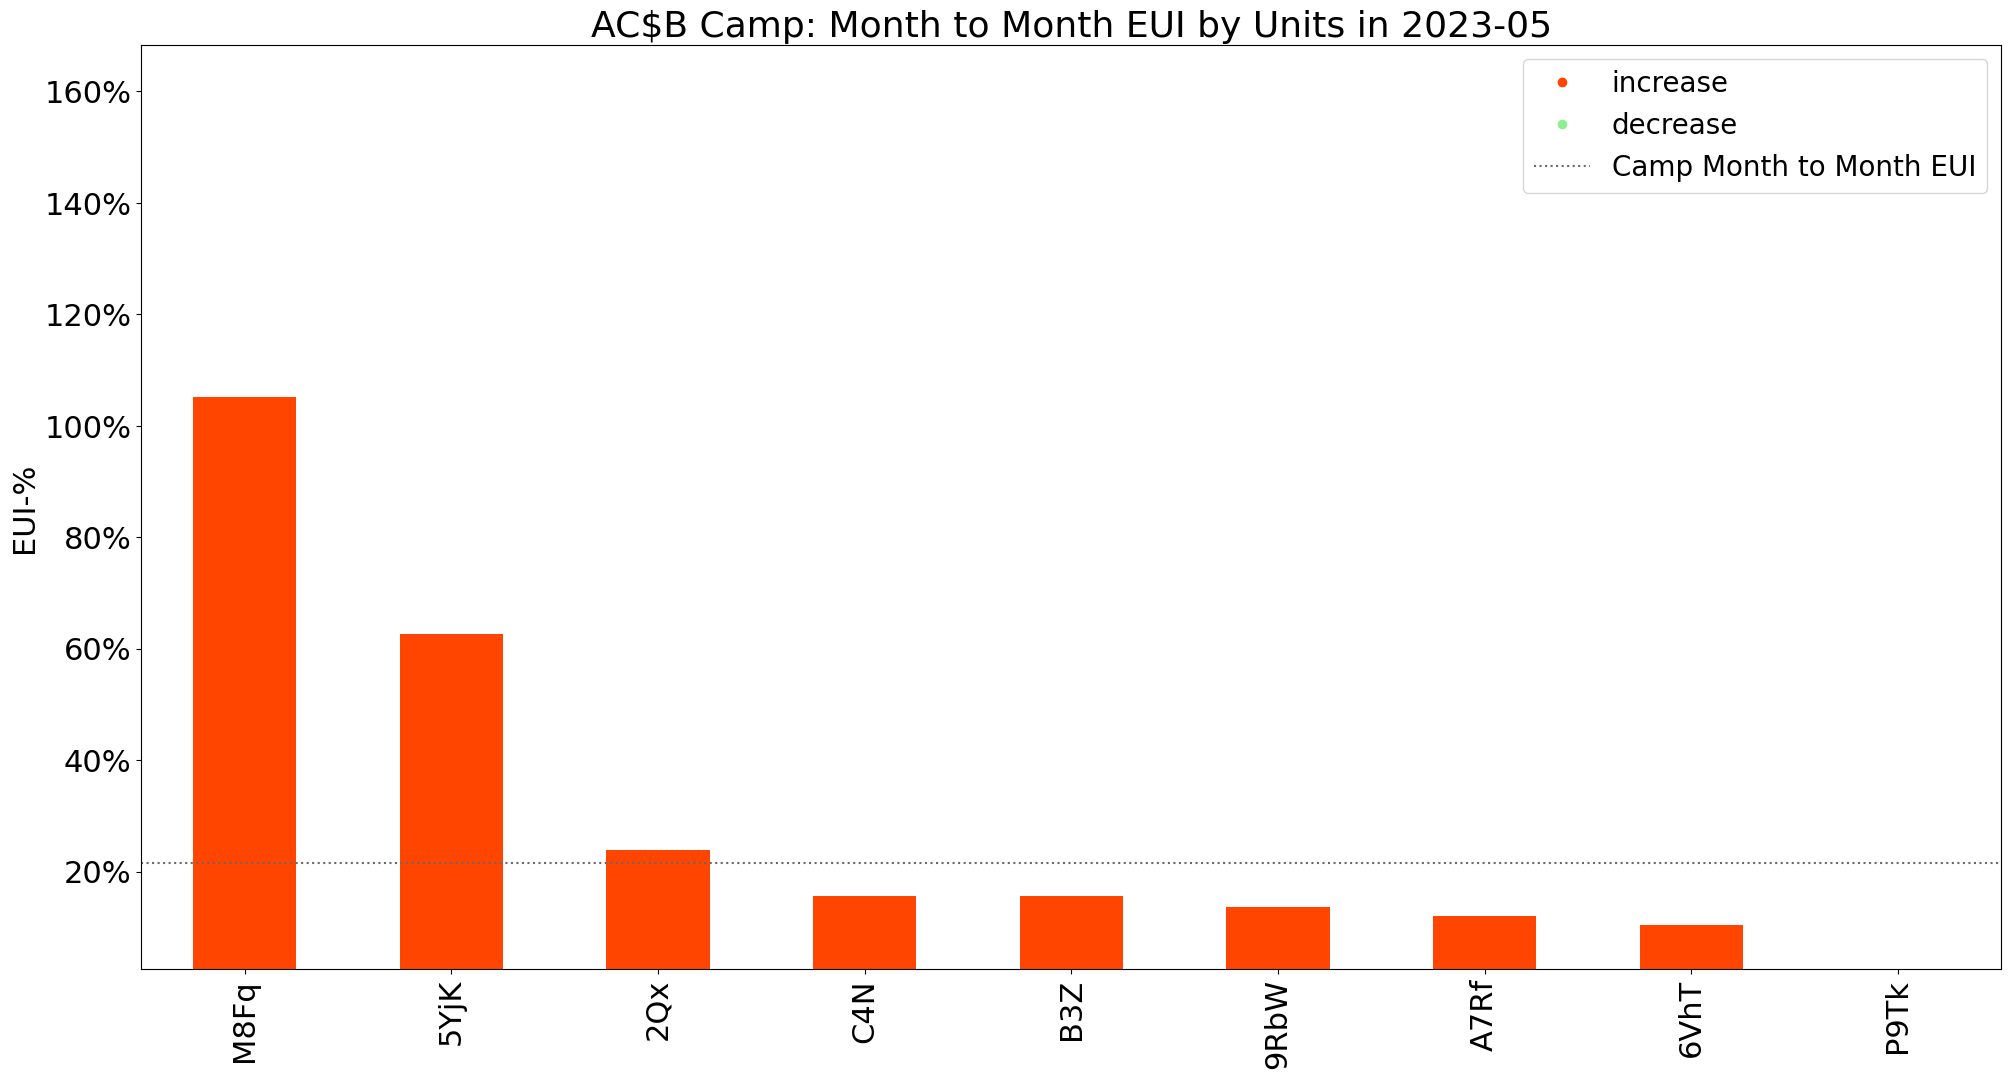 AC$B Camp: Month to Month EUI by Units in 2023-05
increase
decrease
Camp Month to Month EUI
EUI-%
160%
140%
120%
100%
80%
60%
40%
20%
M8Fq
5YjK
2Qx
C4N
B3Z
9RbW
A7Rf
6VhT
P9Tk